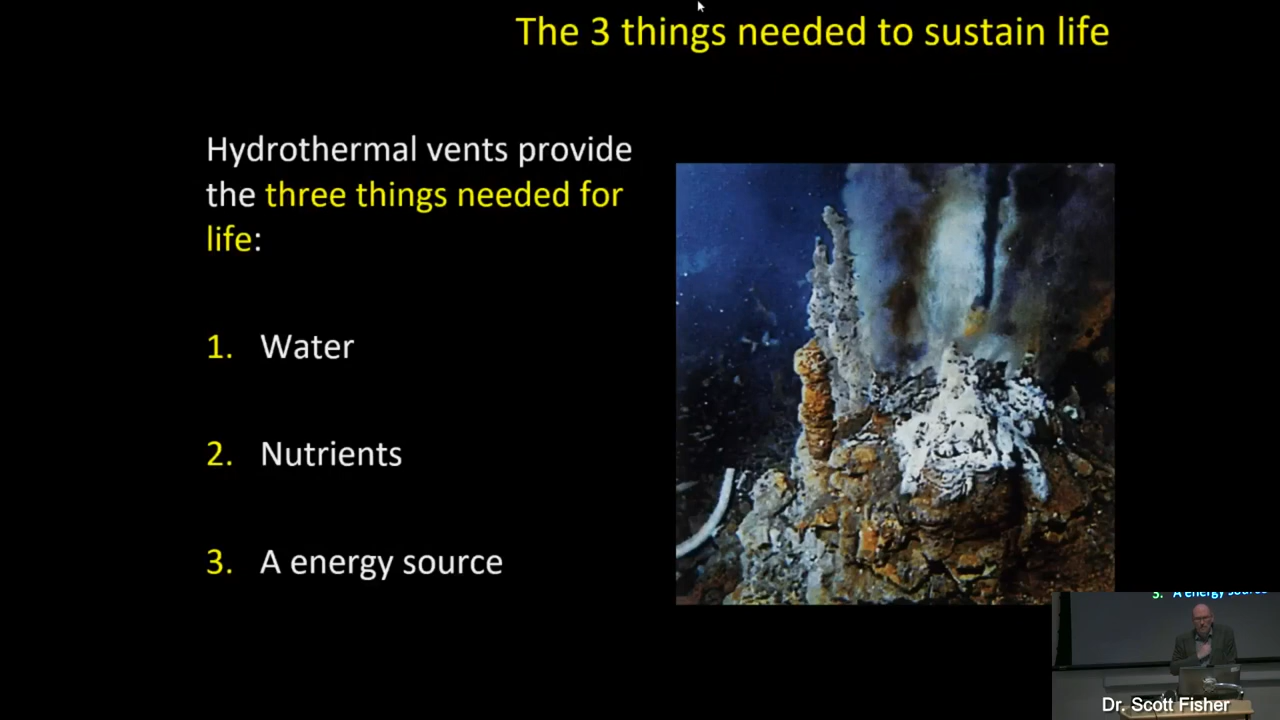 The 3 things needed to sustain life
Hydrothermal vents provide
the three things needed for
life:
1. Water
2. Nutrients
3. A energy source
3. A energy source
Dr. Scott Fisher